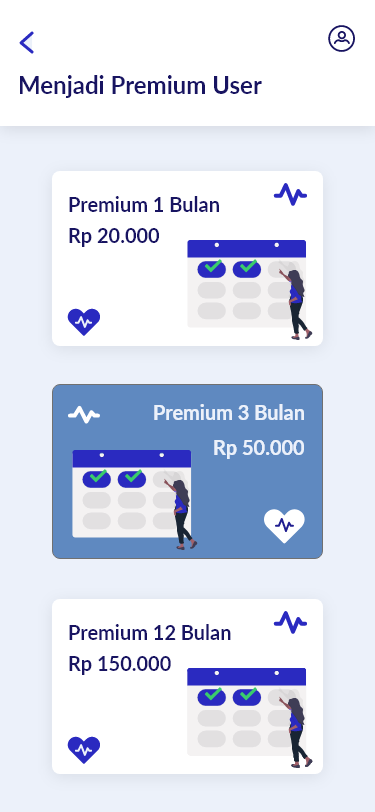 Menjadi Premium User
Premium 1 Bulan
Rp 20.000
Premium 3 Bulan
Rp 50.000
Premium 12 Bulan
Rp 150.000